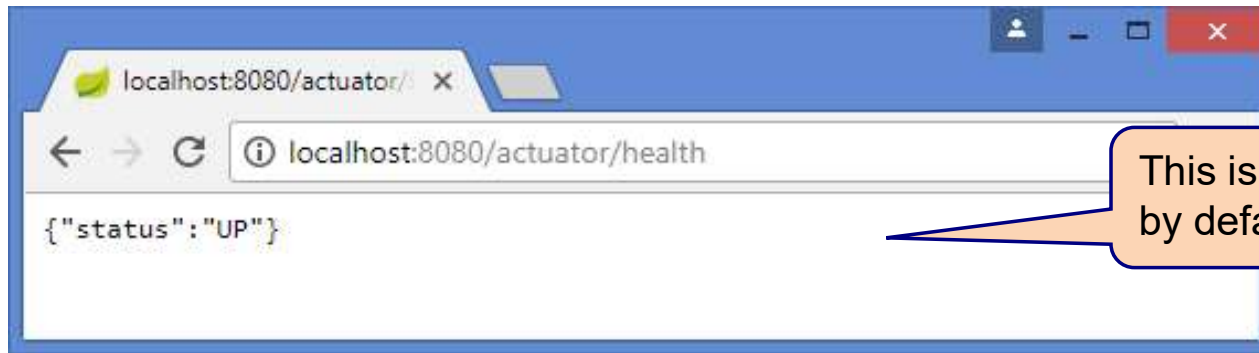 localhost:8080/actuator/
localhost:8080/actuator/health
This is
by defa
{"status":"UP"}